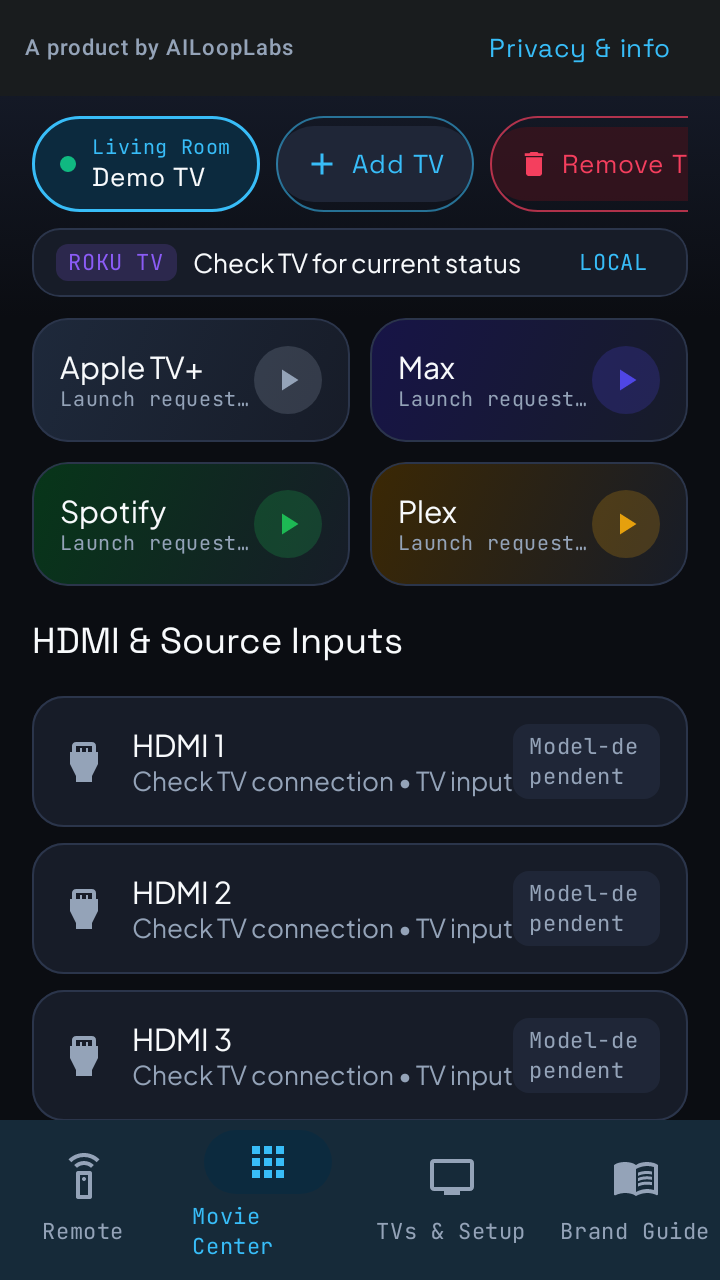 A product by AILoopLabs
Privacy & info
Living Room
Demo TV
Add TV
Remove T
ROKU TV
Check TV for current status
LOCAL
Apple TV+
Launch request…
Max
Launch request…
Spotify
Launch request…
Plex
Launch request…
HDMI & Source Inputs
HDMI 1
Check TV connection • TV input
Model-de
pendent
HDMI 2
Check TV connection • TV input
Model-de
pendent
HDMI 3
Check TV connection • TV input
Model-de
pendent
Remote
Movie
Center
TVs & Setup
Brand Guide